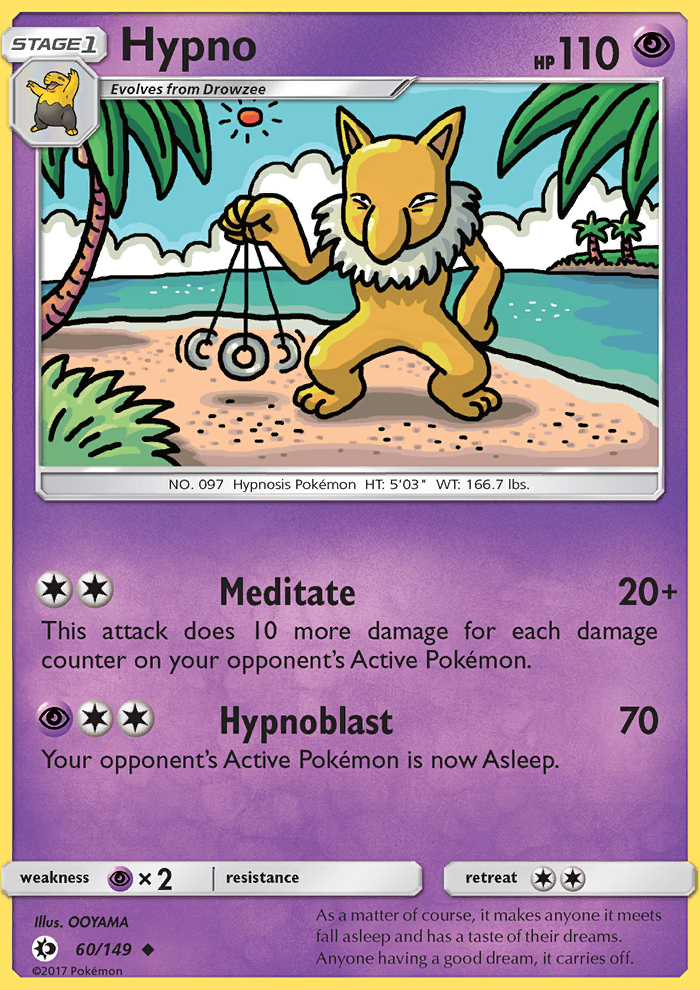 STAGE1
Hypno
HP110
Evolves from Drowzee
NO. 097 Hypnosis Pokémon HT: 5'03" WT: 166.7 lbs.
Meditate 20+
This attack does 10 more damage for each damage
counter on your opponent's Active Pokémon.
Hypnoblast 70
Your opponent's Active Pokémon is now Asleep.
weakness ×2 resistance retreat
Illus. OOYAMA
60/149
©2017 Pokémon
As a matter of course, it makes anyone it meets
fall asleep and has a taste of their dreams.
Anyone having a good dream, it carries off.